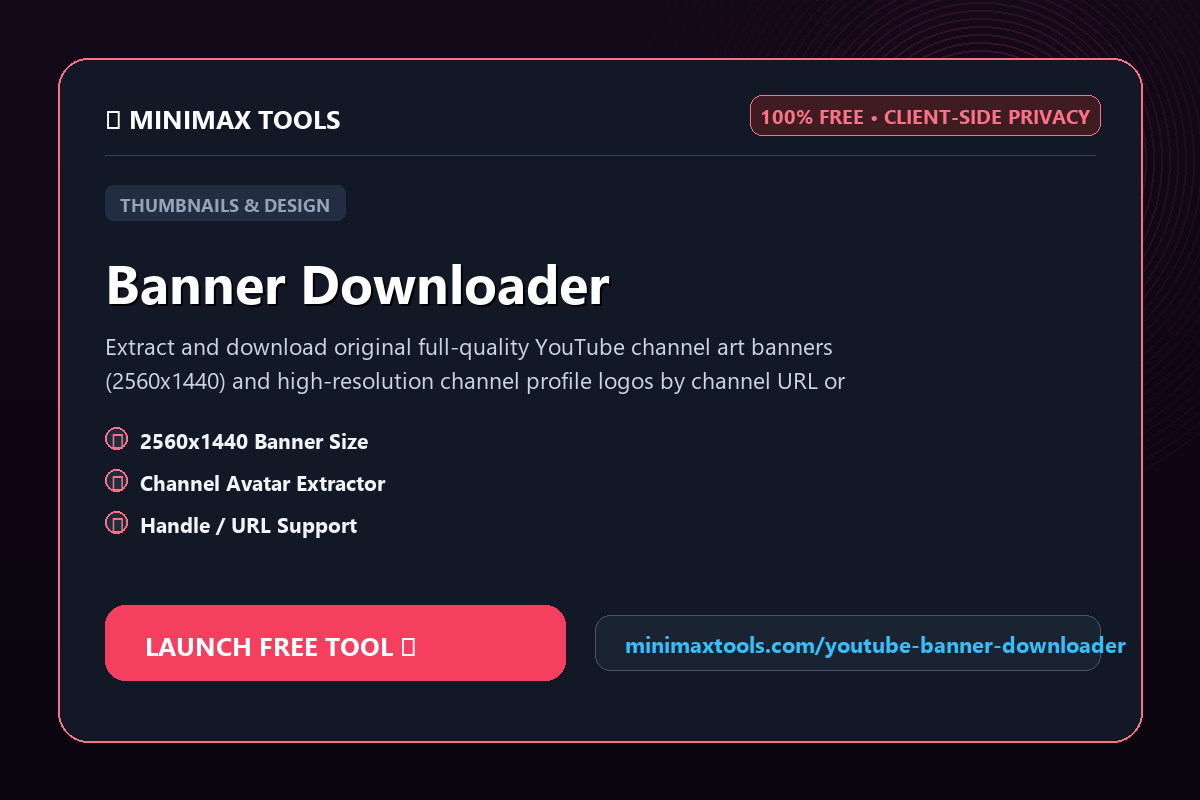 MINIMAX TOOLS
100% FREE • CLIENT-SIDE PRIVACY
THUMBNAILS & DESIGN
Banner Downloader
Extract and download original full-quality YouTube channel art banners
(2560x1440) and high-resolution channel profile logos by channel URL or
2560x1440 Banner Size
Channel Avatar Extractor
Handle / URL Support
LAUNCH FREE TOOL
minimaxtools.com/youtube-banner-downloader